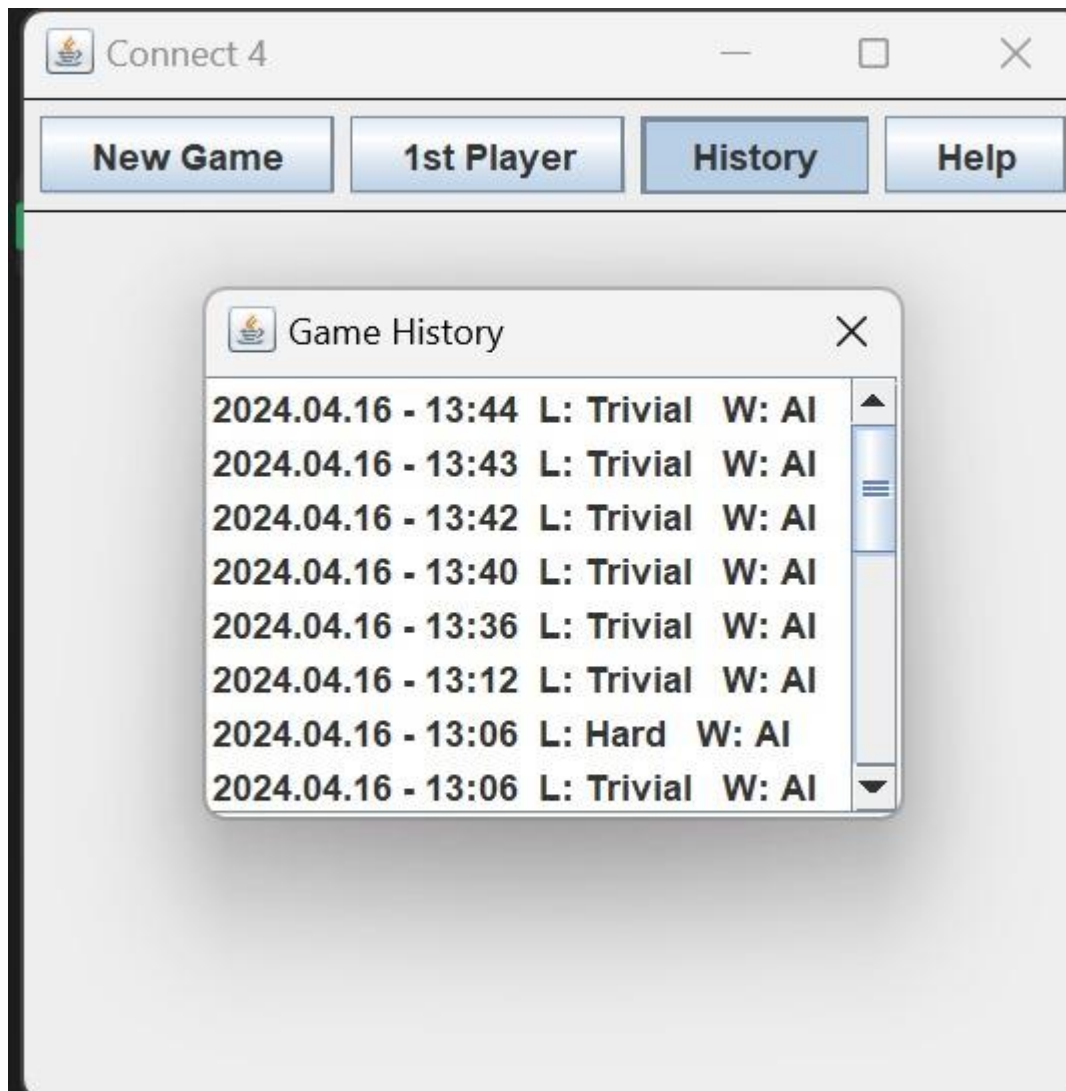 Connect 4
New Game 1st Player History Help
Game History
2024.04.16 - 13:44 L: Trivial W: AI
2024.04.16 - 13:43 L: Trivial W: AI
2024.04.16 - 13:42 L: Trivial W: AI
2024.04.16 - 13:40 L: Trivial W: AI
2024.04.16 - 13:36 L: Trivial W: AI
2024.04.16 - 13:12 L: Trivial W: AI
2024.04.16 - 13:06 L: Hard W: AI
2024.04.16 - 13:06 L: Trivial W: AI